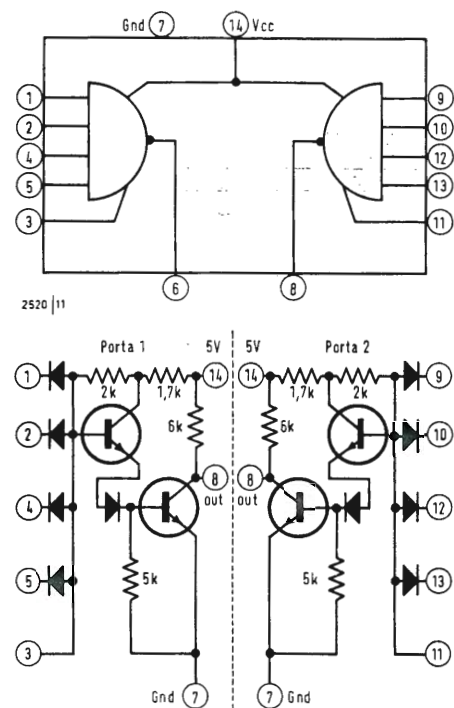 Gnd 7 14 Vcc
1 9
2 10
4 12
5 13
3 11
6 8
2520 | 11
Porta 1 5V 5V Porta 2
1 2k 1,7k 14 14 1,7k 2k 9
2 6k 6k 10
4 8 8 12
out out
5 5k 5k 13
3 11
Gnd 7 7 Gnd